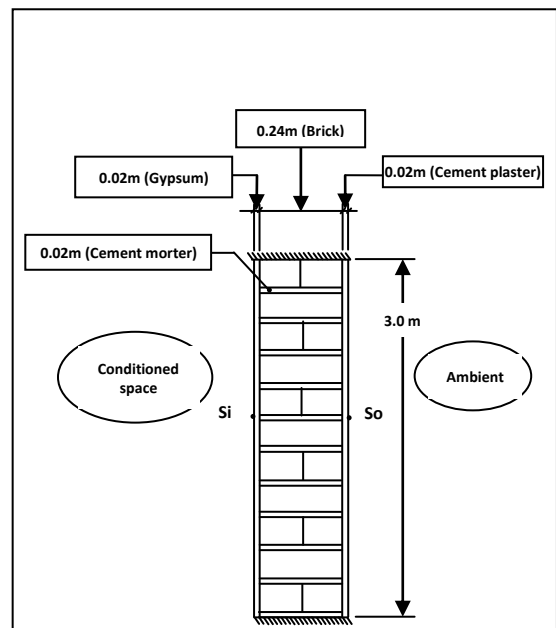 0.24m (Brick)
0.02m (Gypsum)
0.02m (Cement plaster)
0.02m (Cement morter)
3.0 m
Conditioned
space
Ambient
Si
So